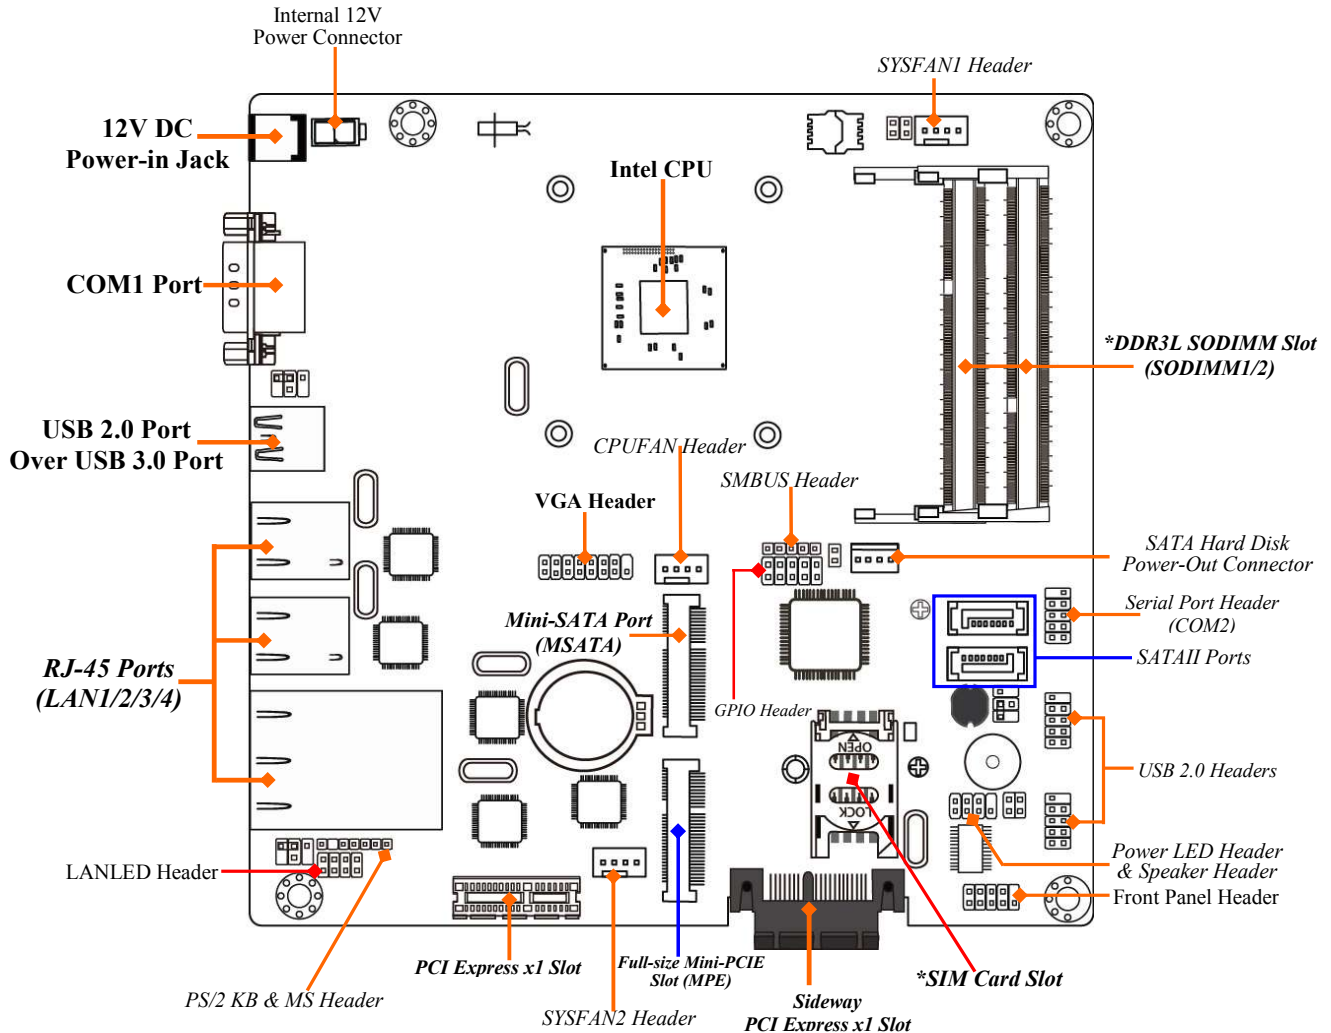 Internal 12V
Power Connector
SYSFAN1 Header
12V DC
Power-in Jack
Intel CPU
COM1 Port
*DDR3L SODIMM Slot
(SODIMM1/2)
USB 2.0 Port
Over USB 3.0 Port
CPUFAN Header
SMBUS Header
VGA Header
SATA Hard Disk
Power-Out Connector
Mini-SATA Port
(MSATA)
Serial Port Header
(COM2)
SATAII Ports
RJ-45 Ports
(LAN1/2/3/4)
GPIO Header
OPEN
LOCK
USB 2.0 Headers
Power LED Header
& Speaker Header
LANLED Header
Front Panel Header
PCI Express x1 Slot
Full-size Mini-PCIE
Slot (MPE)
*SIM Card Slot
PS/2 KB & MS Header
SYSFAN2 Header
Sideway
PCI Express x1 Slot